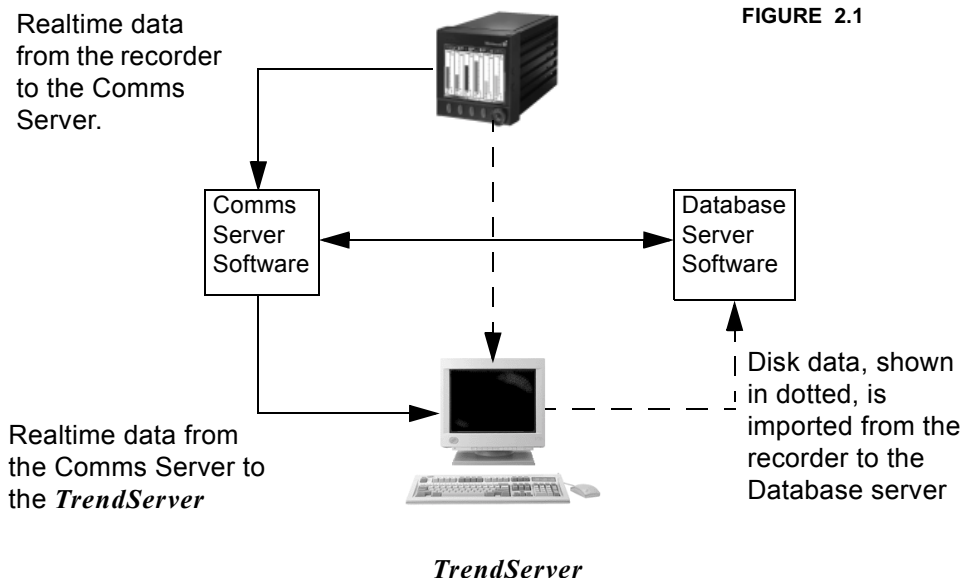 FIGURE 2.1
Realtime data
from the recorder
to the Comms
Server.
Comms
Server
Software
Database
Server
Software
Disk data, shown
in dotted, is
imported from the
recorder to the
Database server
Realtime data from
the Comms Server to
the TrendServer
TrendServer